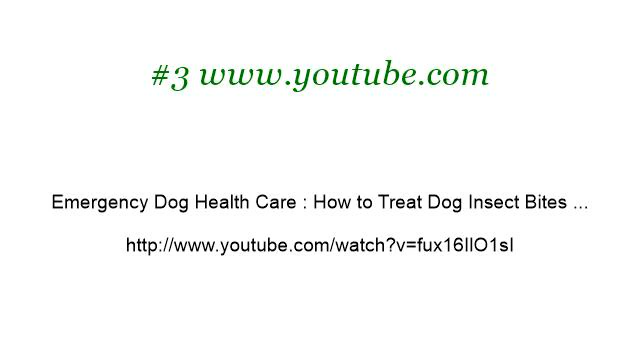 #3 www.youtube.com
Emergency Dog Health Care : How to Treat Dog Insect Bites ...
http://www.youtube.com/watch?v=fux16IlO1sI